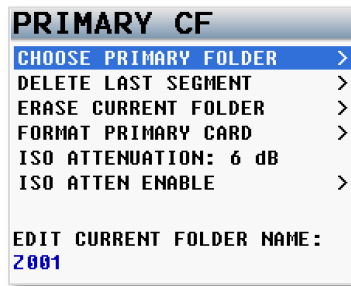 PRIMARY CF
CHOOSE PRIMARY FOLDER >
DELETE LAST SEGMENT >
ERASE CURRENT FOLDER >
FORMAT PRIMARY CARD >
ISO ATTENUATION: 6 dB
ISO ATTEN ENABLE >
EDIT CURRENT FOLDER NAME:
Z001